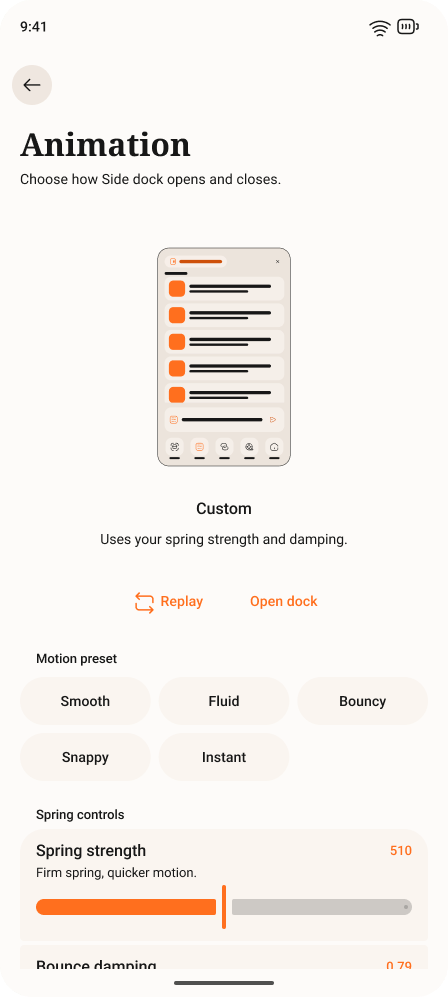 9:41
Animation
Choose how Side dock opens and closes.
Custom
Uses your spring strength and damping.
Replay Open dock
Motion preset
Smooth Fluid Bouncy
Snappy Instant
Spring controls
Spring strength 510
Firm spring, quicker motion.
Bounce damping 0.79